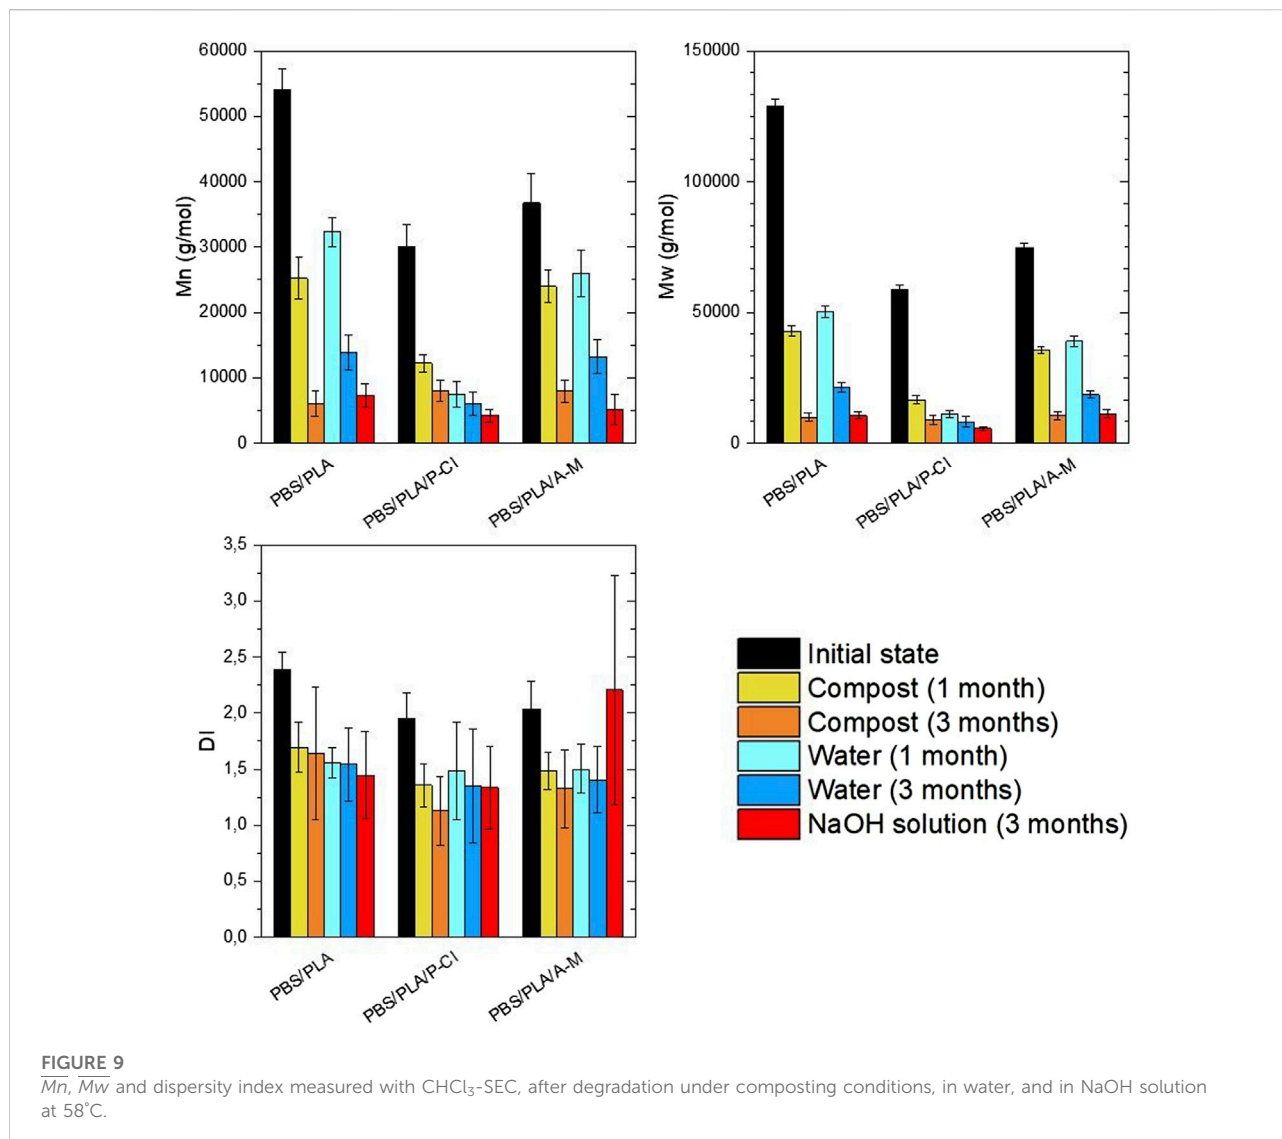 60000
50000
40000
30000
20000
10000
0
Mn (g/mol)
PBS/PLA
PBS/PLA/P-Cl
PBS/PLA/A-M
150000
100000
50000
0
Mw (g/mol)
PBS/PLA
PBS/PLA/P-Cl
PBS/PLA/A-M
3,5
3,0
2,5
2,0
1,5
1,0
0,5
0,0
DI
PBS/PLA
PBS/PLA/P-Cl
PBS/PLA/A-M
Initial state
Compost (1 month)
Compost (3 months)
Water (1 month)
Water (3 months)
NaOH solution (3 months)
FIGURE 9
Mn, Mw and dispersity index measured with CHCl₃-SEC, after degradation under composting conditions, in water, and in NaOH solution
at 58°C.